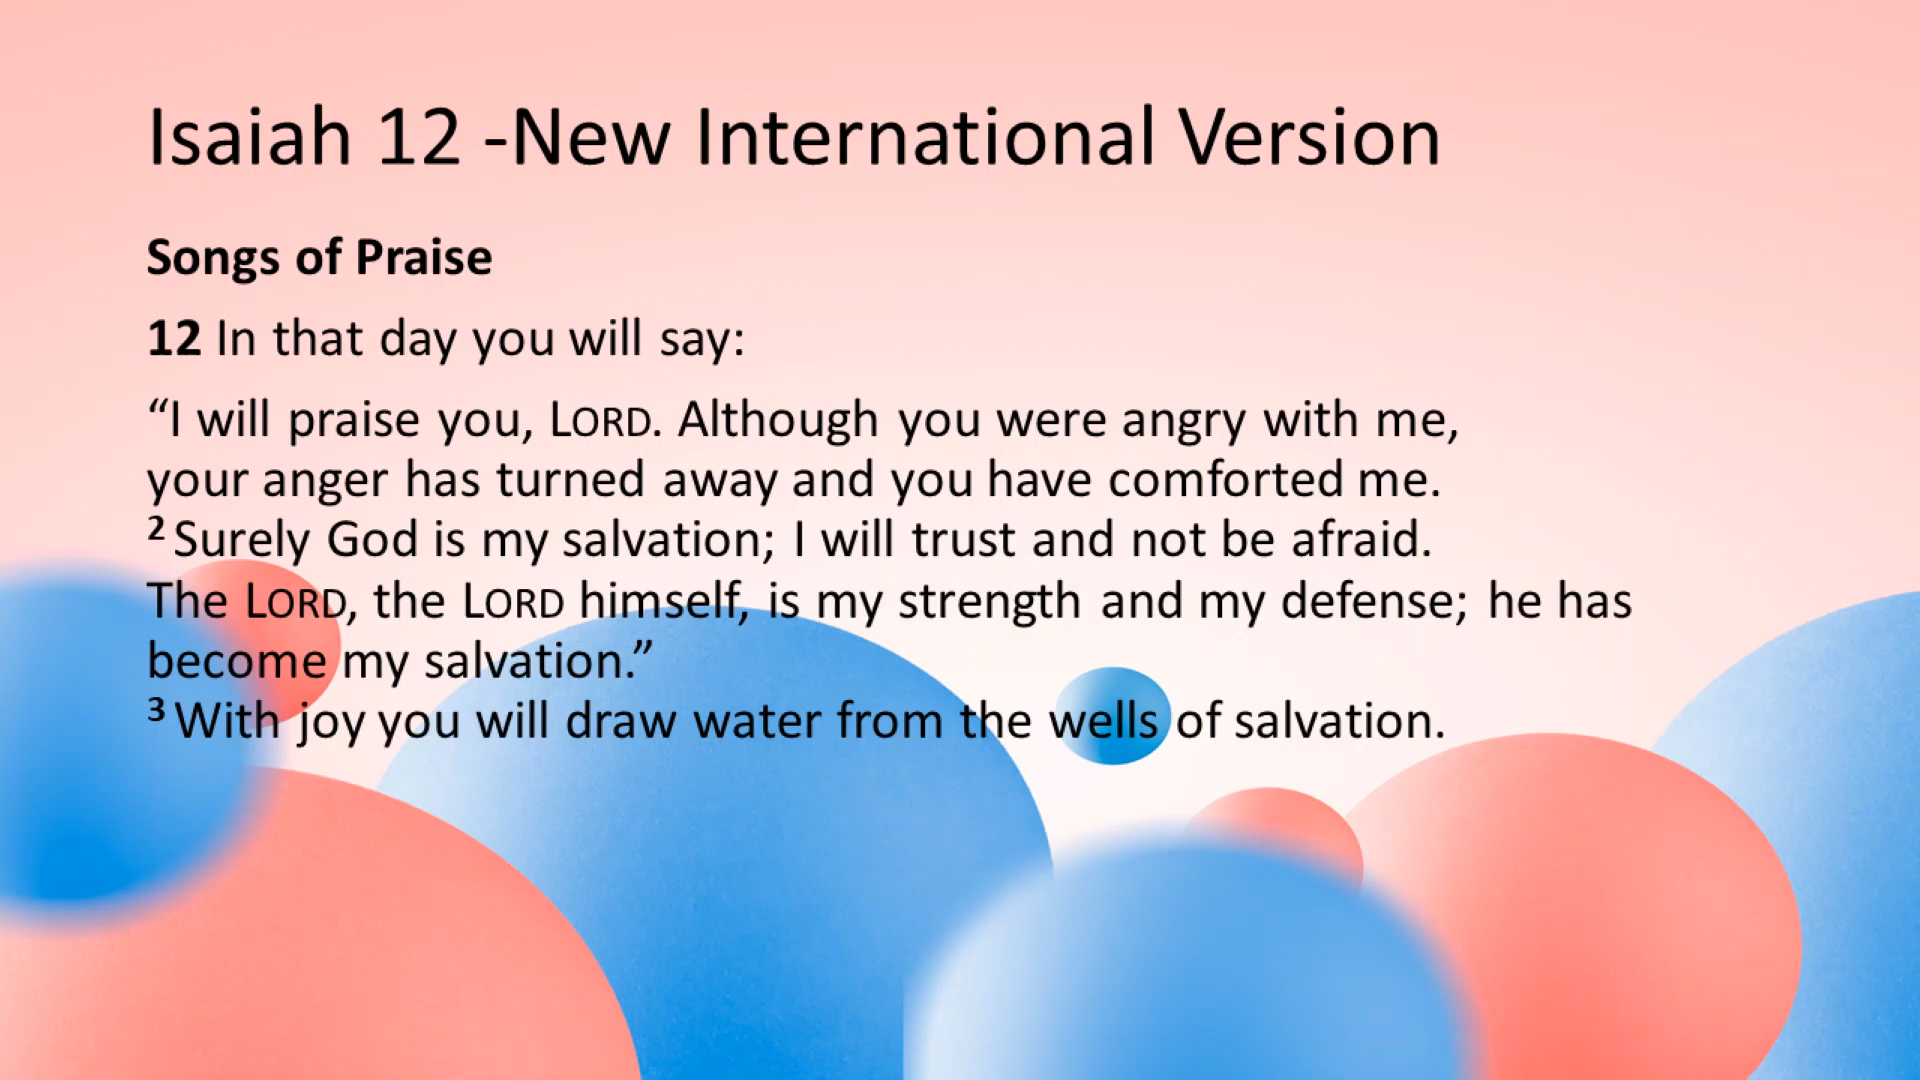 Isaiah 12 -New International Version
Songs of Praise
12 In that day you will say:
“I will praise you, LORD. Although you were angry with me,
your anger has turned away and you have comforted me.
2 Surely God is my salvation; I will trust and not be afraid.
The LORD, the LORD himself, is my strength and my defense; he has
become my salvation.”
3 With joy you will draw water from the wells of salvation.